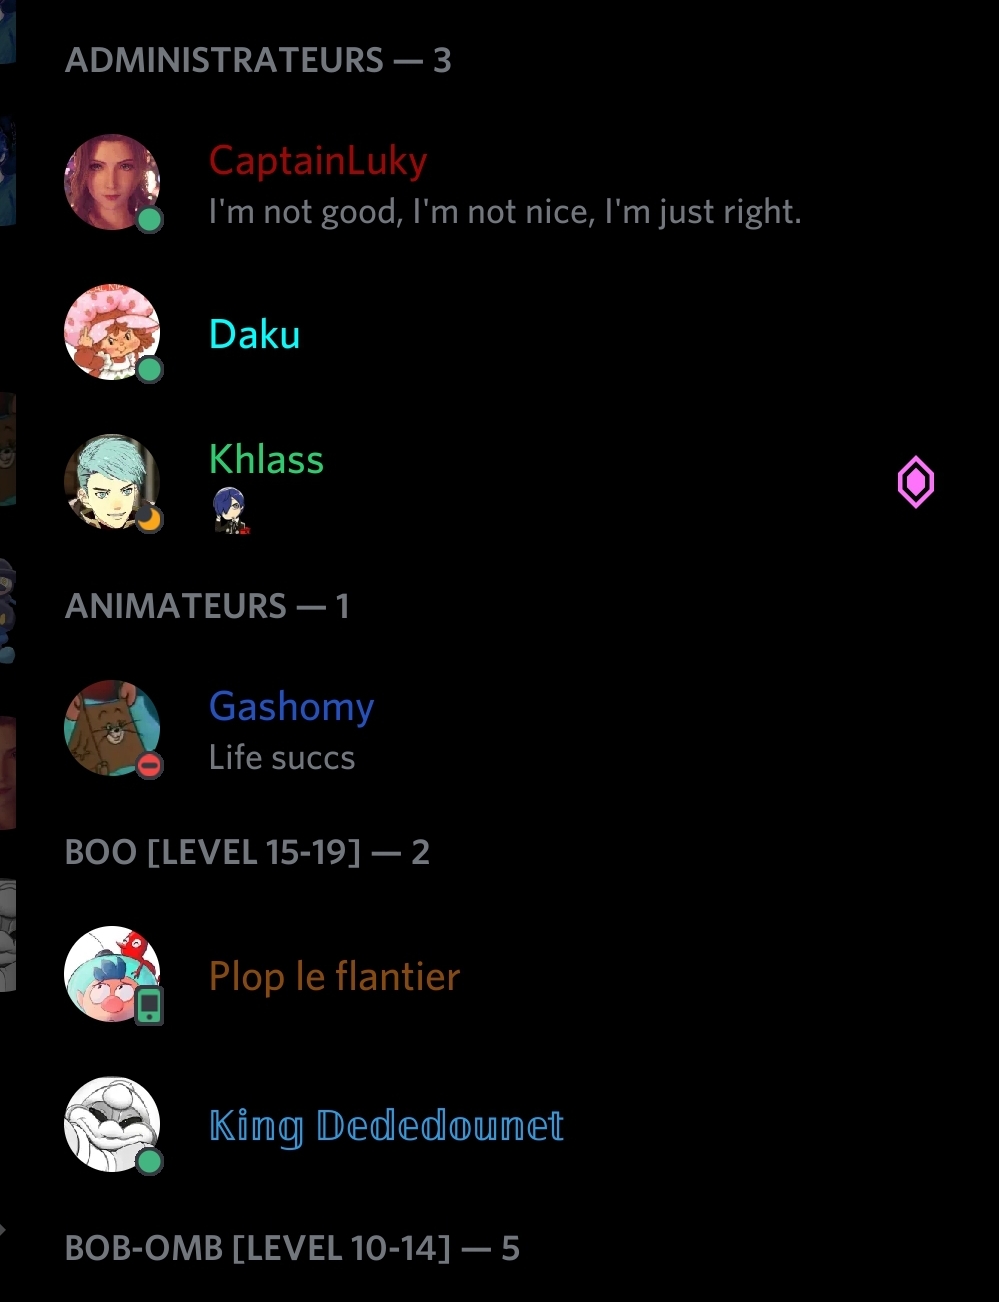 ADMINISTRATEURS — 3
CaptainLuky
I'm not good, I'm not nice, I'm just right.
Daku
Khlass
ANIMATEURS — 1
Gashomy
Life succs
BOO [LEVEL 15-19] — 2
Plop le flantier
𝕂𝕚𝕟𝕘 𝔻𝕖𝕕𝕖𝕕𝕠𝕦𝕟𝕖𝕥
BOB-OMB [LEVEL 10-14] — 5